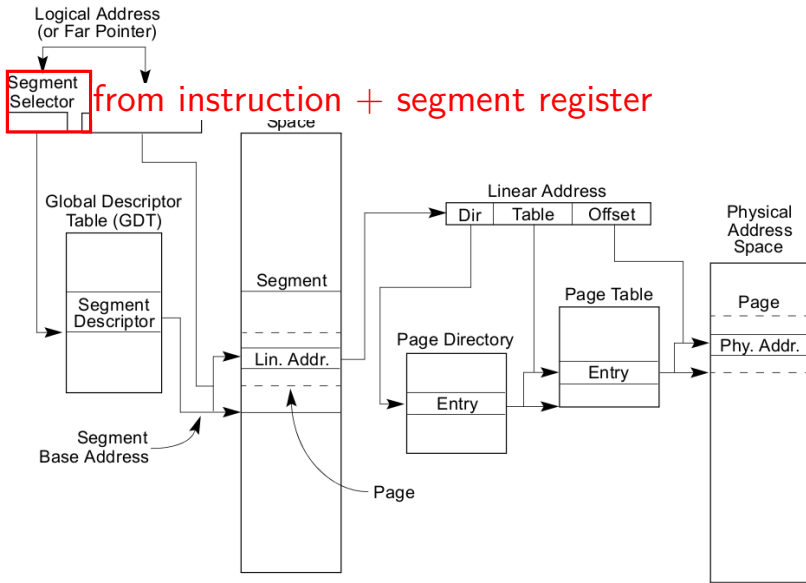 Logical Address
(or Far Pointer)
Segment
Selector
from instruction + segment register
Space
Global Descriptor
Table (GDT)
Segment
Descriptor
Segment
Base Address
Segment
Lin. Addr.
Page
Linear Address
Dir Table Offset
Page Directory
Entry
Page Table
Entry
Physical
Address
Space
Page
Phy. Addr.